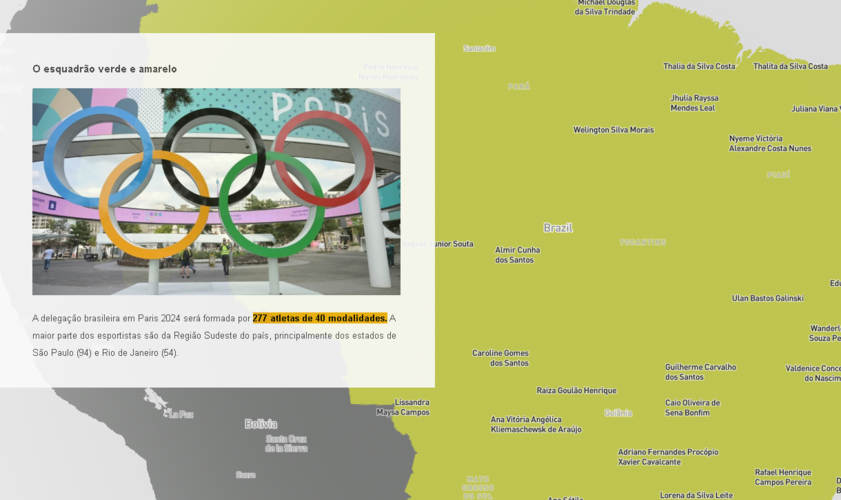 O esquadrão verde e amarelo
PARIS
A delegação brasileira em Paris 2024 será formada por 277 atletas de 40 modalidades. A
maior parte dos esportistas são da Região Sudeste do país, principalmente dos estados de
São Paulo (94) e Rio de Janeiro (54).
Michael Douglas
da Silva Trindade
Santarém
Thalia da Silva Costa
Thalita da Silva Costa
PARÁ
Jhulia Rayssa
Mendes Leal
Juliana Viana V
Welington Silva Morais
Nyeme Victória
Alexandre Costa Nunes
PIAUÍ
Brazil
TOCANTINS
Junior Souta
Almir Cunha
dos Santos
Edu
Ulan Bastos Galinski
Wanderl
Souza Pe
Caroline Gomes
dos Santos
Guilherme Carvalho
dos Santos
Valdenice Conce
do Nascim
Raiza Goulão Henrique
Lissandra
Maysa Campos
Caio Oliveira de
Sena Bonfim
Goiânia
La Paz
Bolivia
Ana Vitória Angélica
Kliemaschewsk de Araújo
Santa Cruz
de la Sierra
Adriano Fernandes Procópio
Xavier Cavalcante
Sucre
Rafael Henrique
Campos Pereira
MATO
GROSSO
DO SUL
Lorena da Silva Leite